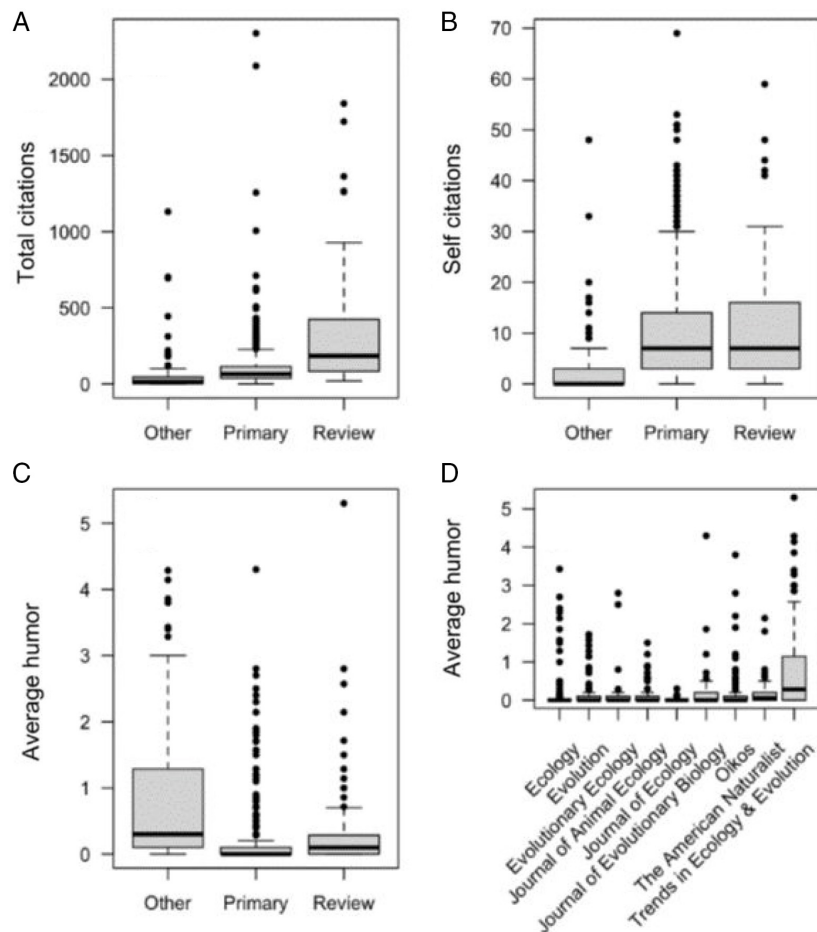 A
Total citations
2000
1500
1000
500
0
Other Primary Review
B
Self citations
70
60
50
40
30
20
10
0
Other Primary Review
C
Average humor
5
4
3
2
1
0
Other Primary Review
D
Average humor
5
4
3
2
1
0
Ecology
Evolution
Evolutionary Ecology
Journal of Animal Ecology
Journal of Ecology
Journal of Evolutionary Biology
Oikos
The American Naturalist
Trends in Ecology & Evolution